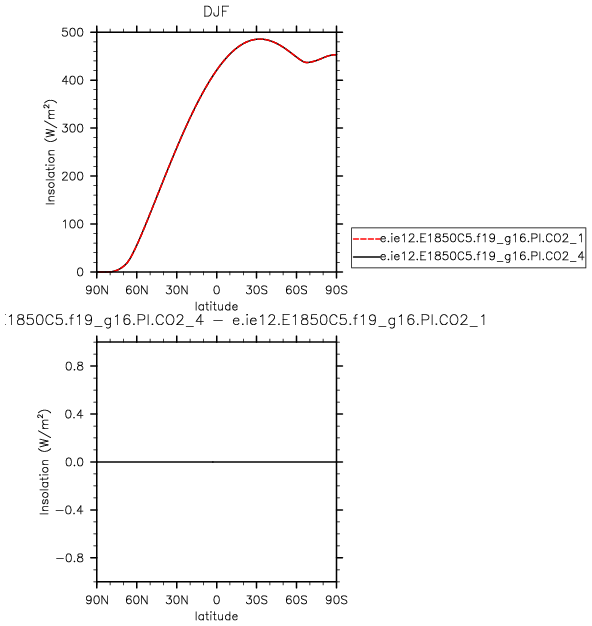 DJF
500
400
300
200
100
0
Insolation (W/m²)
90N 60N 30N 0 30S 60S 90S
latitude
e.ie12.E1850C5.f19_g16.PI.CO2_1
e.ie12.E1850C5.f19_g16.PI.CO2_4
.1850C5.f19_g16.PI.CO2_4 − e.ie12.E1850C5.f19_g16.PI.CO2_1
0.8
0.4
0.0
−0.4
−0.8
Insolation (W/m²)
90N 60N 30N 0 30S 60S 90S
latitude